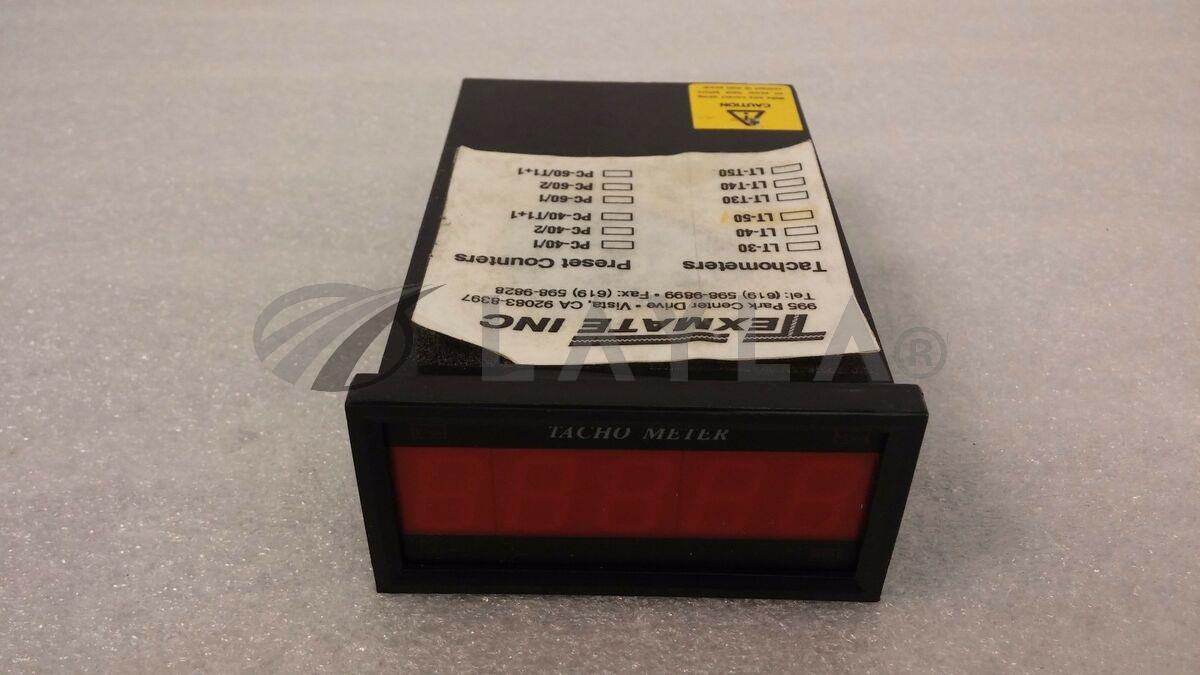 TEXMATE INC
995 Park Center Drive • Vista, CA 92083-8397
Tel: (619) 598-9899 • Fax: (619) 598-9828
Tachometers
LT-30
LT-40
LT-50
LT-T30
LT-T40
LT-T50
Preset Counters
PC-40/1
PC-40/2
PC-40/T1+1
PC-60/1
PC-60/2
PC-60/T1+1
CAUTION
LAYLA®
TACHO METER